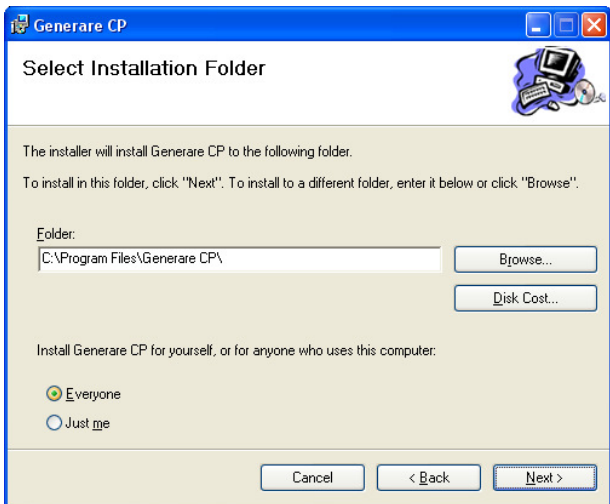 Generare CP
Select Installation Folder
The installer will install Generare CP to the following folder.
To install in this folder, click "Next". To install to a different folder, enter it below or click "Browse".
Folder:
C:\Program Files\Generare CP\
Browse...
Disk Cost...
Install Generare CP for yourself, or for anyone who uses this computer:
Everyone
Just me
Cancel
< Back
Next >